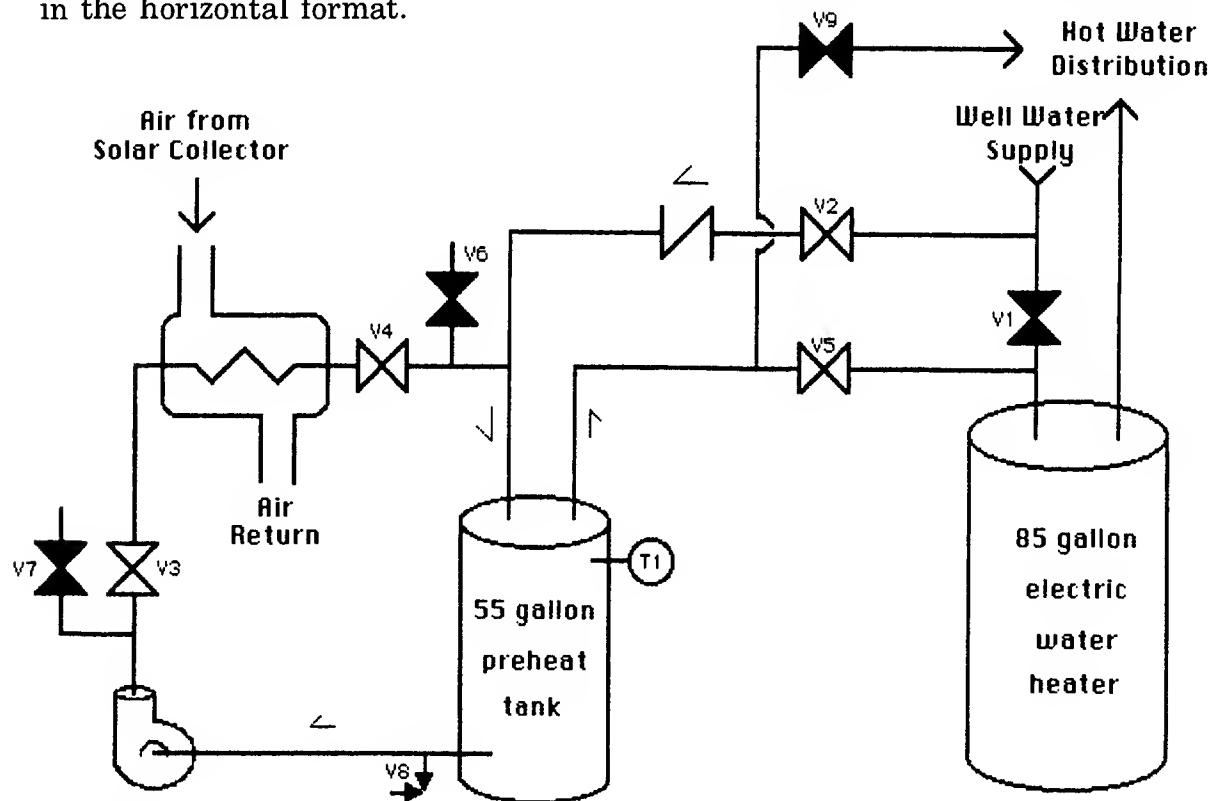 in the horizontal format.
V9
Hot Water
Distribution
Air from
Solar Collector
Well Water
Supply
V2
V6
V4
V1
V5
Air
Return
V7
V3
T1
55 gallon
preheat
tank
85 gallon
electric
water
heater
V8